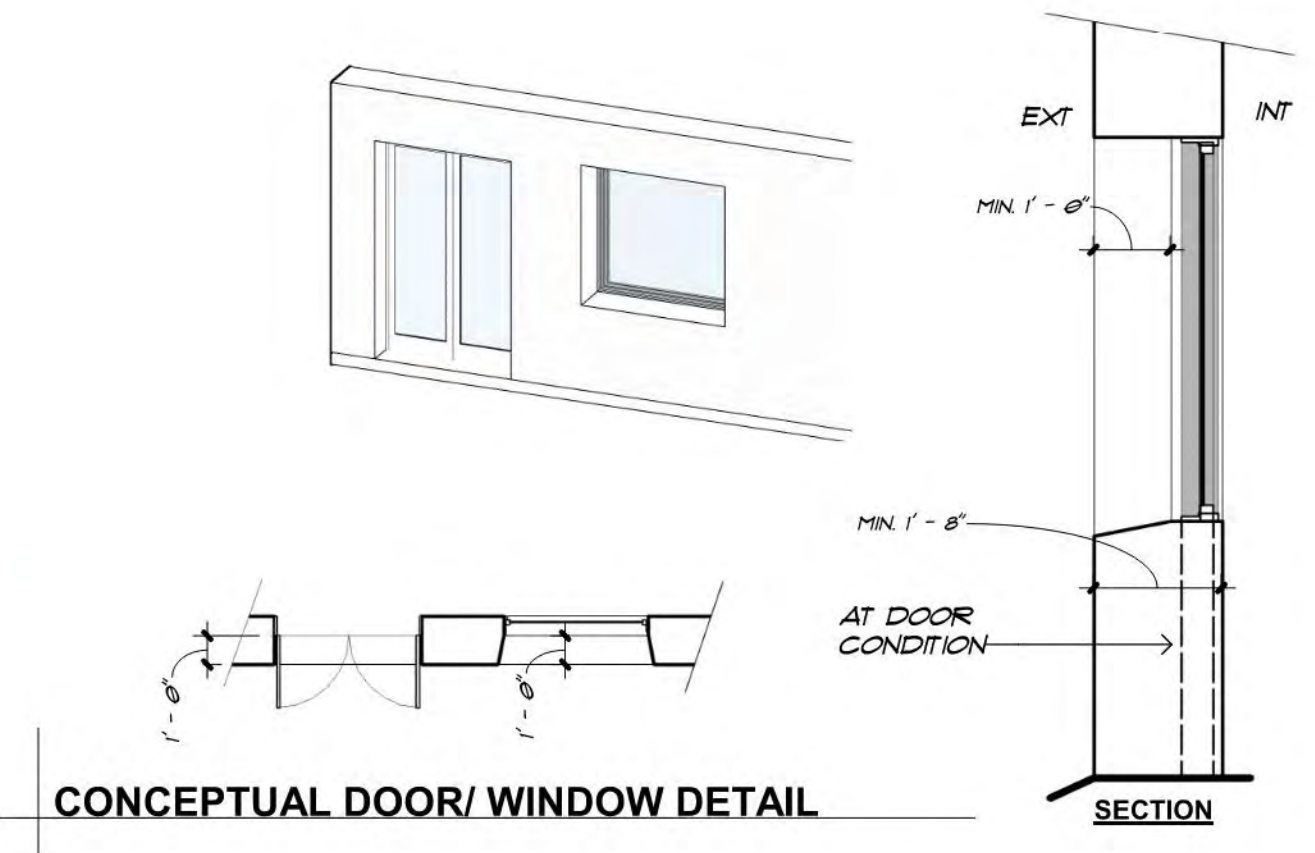 EXT
INT
MIN. 1' - 0"
MIN. 1' - 8"
AT DOOR
CONDITION
1' - 0"
1' - 0"
CONCEPTUAL DOOR/ WINDOW DETAIL
SECTION